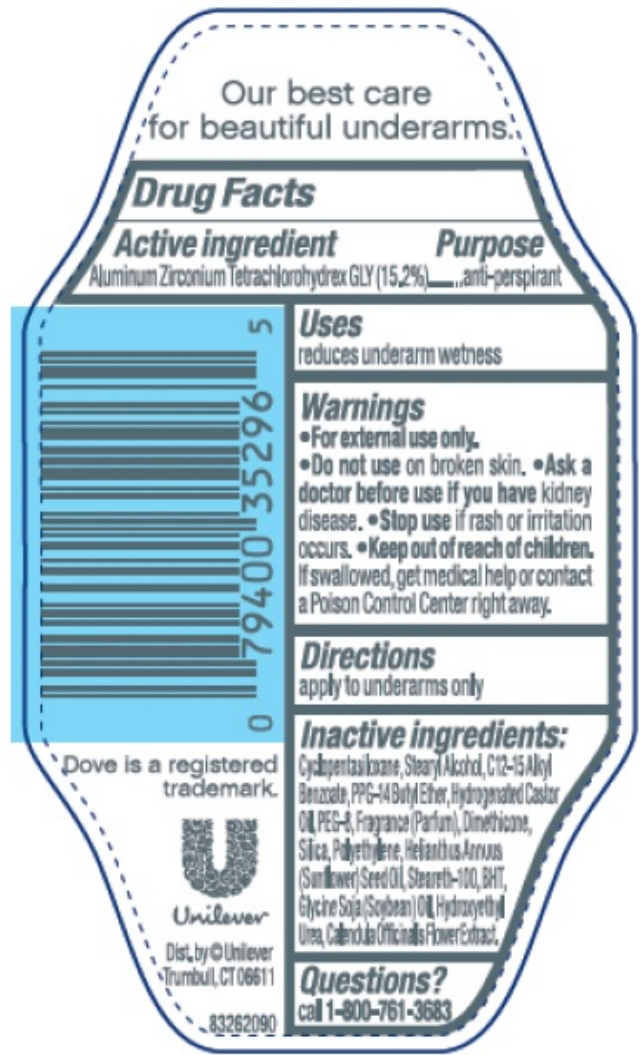 Our best care
for beautiful underarms.
Drug Facts
Active ingredient Purpose
Aluminum Zirconium Tetrachlorohydrex GLY (15.2%)......anti-perspirant
Uses
reduces underarm wetness
Warnings
•For external use only.
•Do not use on broken skin. •Ask a
doctor before use if you have kidney
disease. •Stop use if rash or irritation
occurs. •Keep out of reach of children.
If swallowed, get medical help or contact
a Poison Control Center right away.
Directions
apply to underarms only
Inactive ingredients:
Cyclopentasiloxane, Stearyl Alcohol, C12-15 Alkyl
Benzoate, PPG-14 Butyl Ether, Hydrogenated Castor
Oil, PEG-8, Fragrance (Parfum), Dimethicone,
Silica, Polyethylene, Helianthus Annuus
(Sunflower) Seed Oil, Steareth-100, BHT,
Glycine Soja (Soybean) Oil, Hydroxyethyl
Urea, Calendula Officinalis Flower Extract.
Questions?
call 1-800-761-3683
0 79400 35296 5
Dove is a registered
trademark.
Unilever
Dist. by © Unilever
Trumbull, CT 06611
83262090